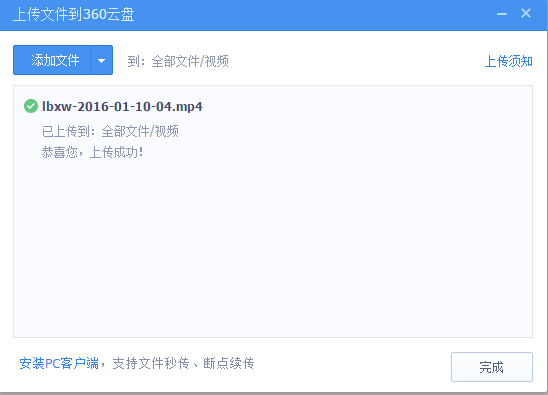 上传文件到360云盘
添加文件 到：全部文件/视频 上传须知
lbxw-2016-01-10-04.mp4
已上传到：全部文件/视频
恭喜您，上传成功！
安装PC客户端，支持文件秒传、断点续传 完成